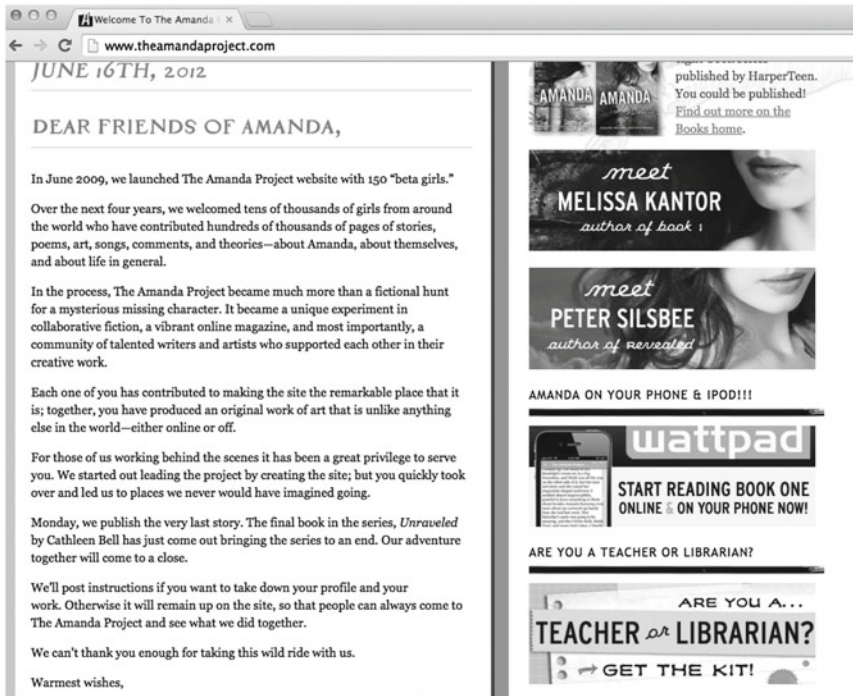 Welcome To The Amanda
www.theamandaproject.com
JUNE 16TH, 2012
DEAR FRIENDS OF AMANDA,
In June 2009, we launched The Amanda Project website with 150 “beta girls.”
Over the next four years, we welcomed tens of thousands of girls from around
the world who have contributed hundreds of thousands of pages of stories,
poems, art, songs, comments, and theories—about Amanda, about themselves,
and about life in general.
In the process, The Amanda Project became much more than a fictional hunt
for a mysterious missing character. It became a unique experiment in
collaborative fiction, a vibrant online magazine, and most importantly, a
community of talented writers and artists who supported each other in their
creative work.
Each one of you has contributed to making the site the remarkable place that it
is; together, you have produced an original work of art that is unlike anything
else in the world—either online or off.
For those of us working behind the scenes it has been a great privilege to serve
you. We started out leading the project by creating the site; but you quickly took
over and led us to places we never would have imagined going.
Monday, we publish the very last story. The final book in the series, Unraveled
by Cathleen Bell has just come out bringing the series to an end. Our adventure
together will come to a close.
We'll post instructions if you want to take down your profile and your
work. Otherwise it will remain up on the site, so that people can always come to
The Amanda Project and see what we did together.
We can't thank you enough for taking this wild ride with us.
Warmest wishes,
published by HarperTeen.
You could be published!
Find out more on the
Books home.
AMANDA AMANDA
meet
MELISSA KANTOR
author of book 1
meet
PETER SILSBEE
author of Revealed
AMANDA ON YOUR PHONE & IPOD!!!
wattpad
START READING BOOK ONE
ONLINE & ON YOUR PHONE NOW!
ARE YOU A TEACHER OR LIBRARIAN?
ARE YOU A...
TEACHER or LIBRARIAN?
GET THE KIT!